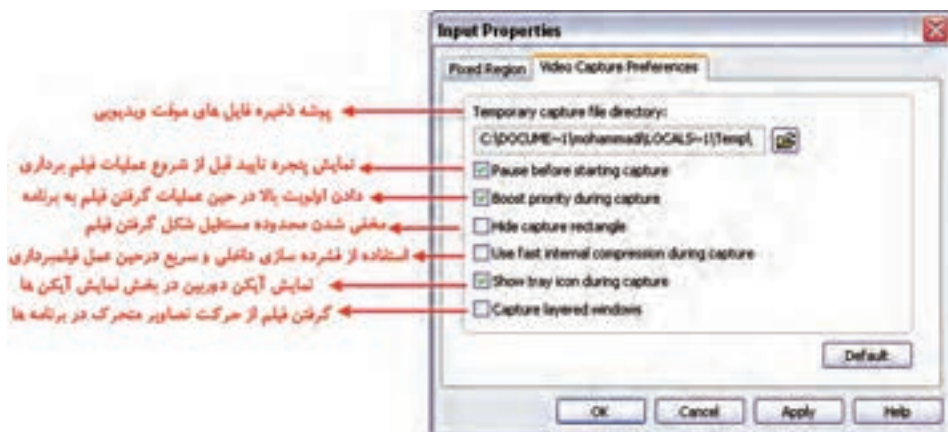 Input Properties
Fixed Region
Video Capture Preferences
پوشه ذخیره فایل های موقت ویدیویی
Temporary capture file directory:
C:\DOCUME~1\mohammadi\LOCALS~1\Temp\
نمایش پنجره تایید قبل از شروع عملیات فیلم برداری
Pause before starting capture
دادن اولویت بالا در حین عملیات گرفتن فیلم به برنامه
Boost priority during capture
مخفی شدن محدوده مستطیل شکل گرفتن فیلم
Hide capture rectangle
استفاده از فشرده سازی داخلی و سریع درحین عمل فیلمبرداری
Use fast internal compression during capture
نمایش آیکن دوربین در بخش نمایش آیکن ها
Show tray icon during capture
گرفتن فیلم از حرکت تصاویر متحرک در برنامه ها
Capture layered windows
Default
OK
Cancel
Apply
Help